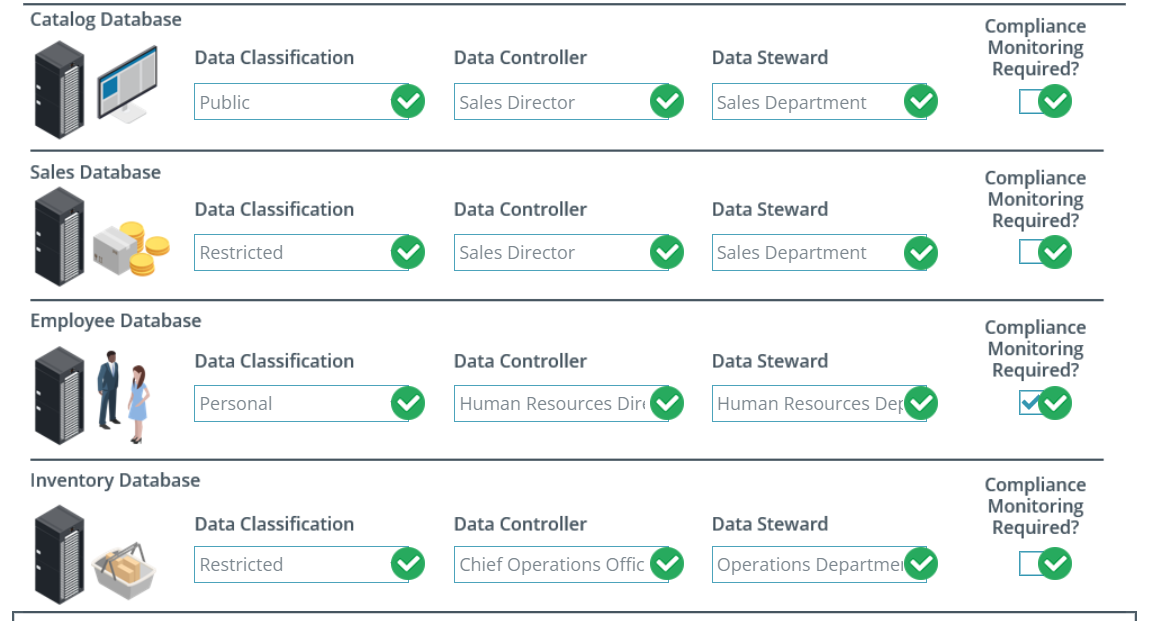 Catalog Database
Compliance
Monitoring
Required?
Data Classification Data Controller Data Steward
Public Sales Director Sales Department
Sales Database
Compliance
Monitoring
Required?
Data Classification Data Controller Data Steward
Restricted Sales Director Sales Department
Employee Database
Compliance
Monitoring
Required?
Data Classification Data Controller Data Steward
Personal Human Resources Dire Human Resources Dep
Inventory Database
Compliance
Monitoring
Required?
Data Classification Data Controller Data Steward
Restricted Chief Operations Offic Operations Departmen